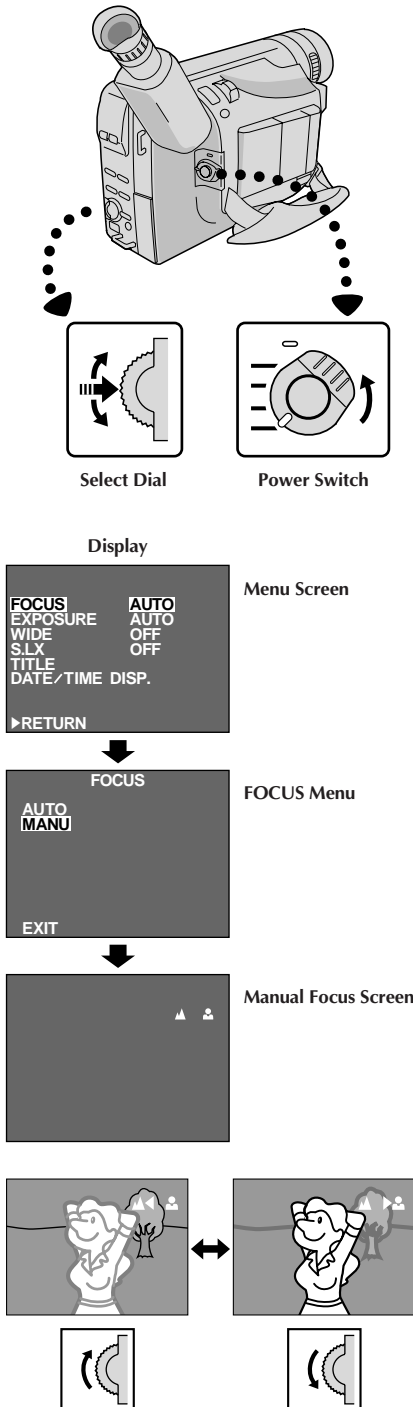 Select Dial
Power Switch
Display
FOCUS AUTO
EXPOSURE AUTO
WIDE OFF
S.LX OFF
TITLE
DATE/TIME DISP.
▶RETURN
Menu Screen
FOCUS
AUTO
MANU
EXIT
FOCUS Menu
Manual Focus Screen